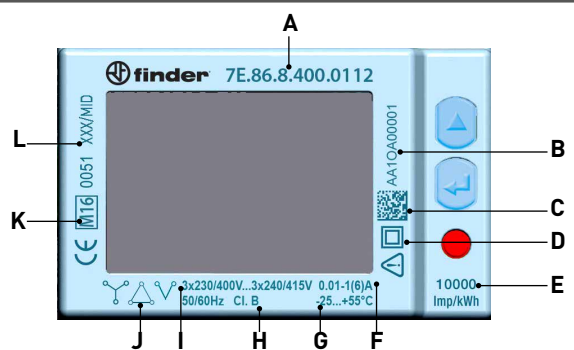 A
finder 7E.86.8.400.0112
L
XXX/MID
0051
M16
CE
K
AA1OA00001
B
C
D
10000
Imp/kWh
E
3x230/400V...3x240/415V 0.01-1(6)A
50/60Hz Cl. B -25...+55°C
J
I
H
G
F